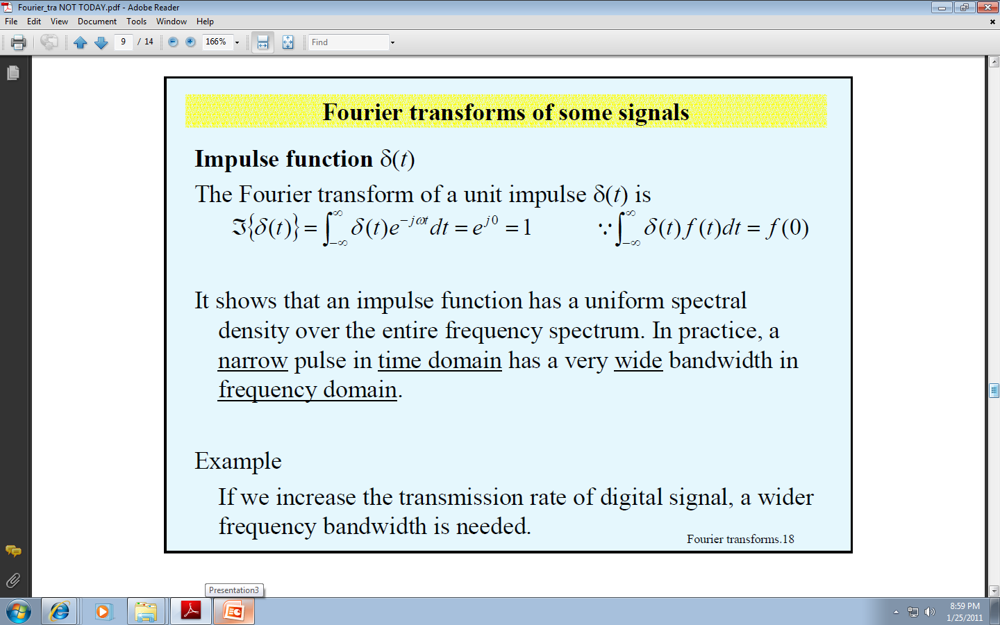 Fourier_tra NOT TODAY.pdf - Adobe Reader
File Edit View Document Tools Window Help
9 / 14 166% Find
Fourier transforms of some signals
Impulse function δ(t)
The Fourier transform of a unit impulse δ(t) is
ℑ{δ(t)} = ∫_{-∞}^{∞} δ(t)e^{-jωt}dt = e^{j0} = 1 ∵ ∫_{-∞}^{∞} δ(t)f(t)dt = f(0)
It shows that an impulse function has a uniform spectral
density over the entire frequency spectrum. In practice, a
narrow pulse in time domain has a very wide bandwidth in
frequency domain.
Example
If we increase the transmission rate of digital signal, a wider
frequency bandwidth is needed.
Fourier transforms.18
Presentation3
8:59 PM
1/25/2011